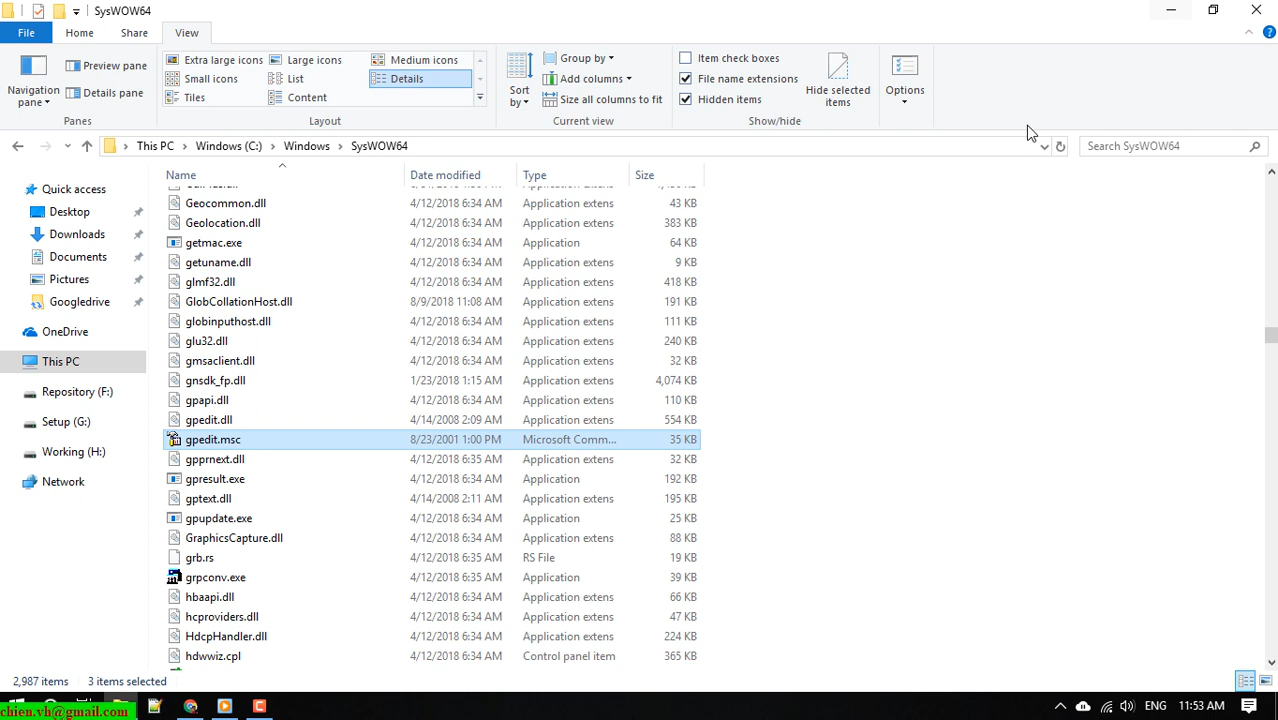 SysWOW64
File Home Share View
Navigation pane
Preview pane
Details pane
Panes
Extra large icons Large icons Medium icons
Small icons List Details
Tiles Content
Layout
Sort by
Group by
Add columns
Size all columns to fit
Current view
Item check boxes
File name extensions
Hidden items
Hide selected items
Show/hide
Options
This PC Windows (C:) Windows SysWOW64 Search SysWOW64
Name Date modified Type Size
Quick access
Desktop
Downloads
Documents
Pictures
Googledrive
OneDrive
This PC
Repository (F:)
Setup (G:)
Working (H:)
Network
Geocommon.dll 4/12/2018 6:34 AM Application extens 43 KB
Geolocation.dll 4/12/2018 6:34 AM Application extens 383 KB
getmac.exe 4/12/2018 6:34 AM Application 64 KB
getuname.dll 4/12/2018 6:34 AM Application extens 9 KB
glmf32.dll 4/12/2018 6:34 AM Application extens 418 KB
GlobCollationHost.dll 8/9/2018 11:08 AM Application extens 191 KB
globinputhost.dll 4/12/2018 6:34 AM Application extens 111 KB
glu32.dll 4/12/2018 6:34 AM Application extens 240 KB
gmsaclient.dll 4/12/2018 6:34 AM Application extens 32 KB
gnsdk_fp.dll 1/23/2018 1:15 AM Application extens 4,074 KB
gpapi.dll 4/12/2018 6:34 AM Application extens 110 KB
gpedit.dll 4/14/2008 2:09 AM Application extens 554 KB
gpedit.msc 8/23/2001 1:00 PM Microsoft Comm... 35 KB
gpprnext.dll 4/12/2018 6:35 AM Application extens 32 KB
gpresult.exe 4/12/2018 6:34 AM Application 192 KB
gptext.dll 4/14/2008 2:11 AM Application extens 195 KB
gpupdate.exe 4/12/2018 6:34 AM Application 25 KB
GraphicsCapture.dll 4/12/2018 6:34 AM Application extens 88 KB
grb.rs 4/12/2018 6:35 AM RS File 19 KB
grpconv.exe 4/12/2018 6:35 AM Application 39 KB
hbaapi.dll 4/12/2018 6:34 AM Application extens 66 KB
hcproviders.dll 4/12/2018 6:34 AM Application extens 47 KB
HdcpHandler.dll 4/12/2018 6:34 AM Application extens 224 KB
hdwwiz.cpl 4/12/2018 6:34 AM Control panel item 365 KB
2,987 items 3 items selected
chien.vh@gmail.com
ENG 11:53 AM